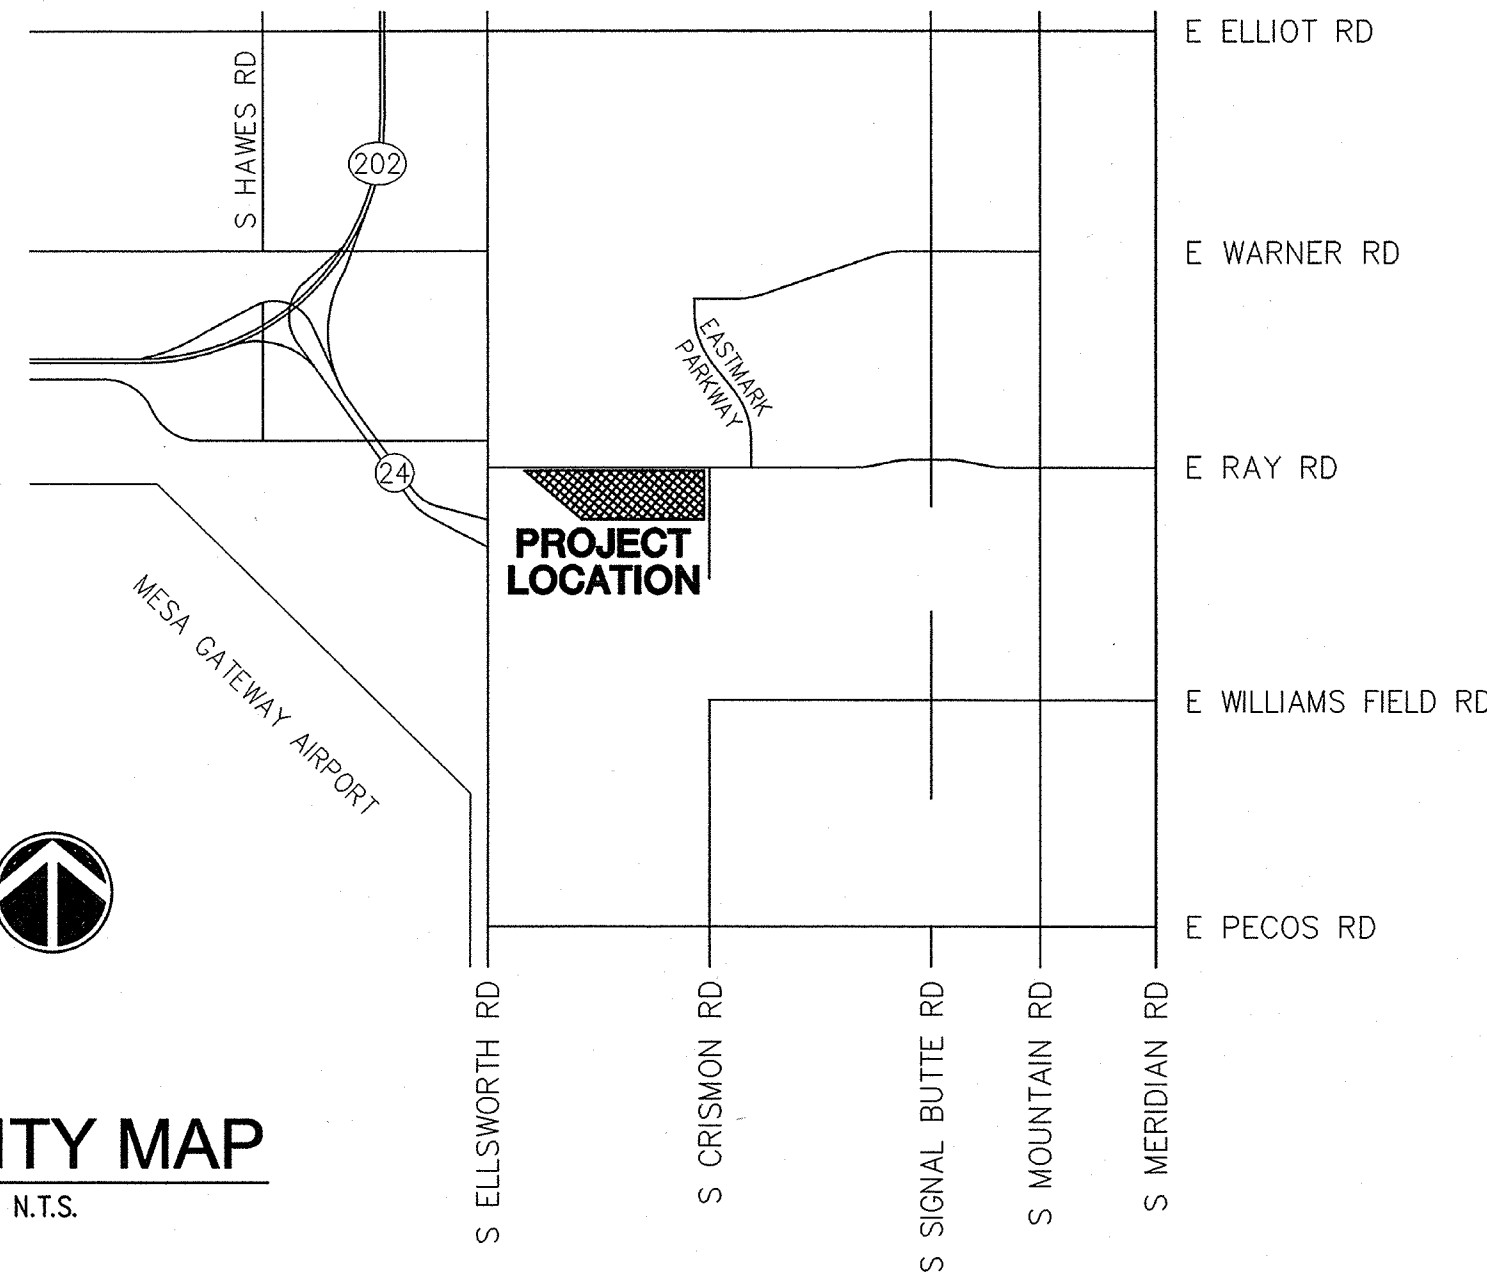 E ELLIOT RD
S HAWES RD
202
E WARNER RD
EASTMARK
PARKWAY
24
E RAY RD
PROJECT
LOCATION
MESA GATEWAY AIRPORT
E WILLIAMS FIELD RD
E PECOS RD
S ELLSWORTH RD
S CRISMON RD
S SIGNAL BUTTE RD
S MOUNTAIN RD
S MERIDIAN RD
ITY MAP
N.T.S.